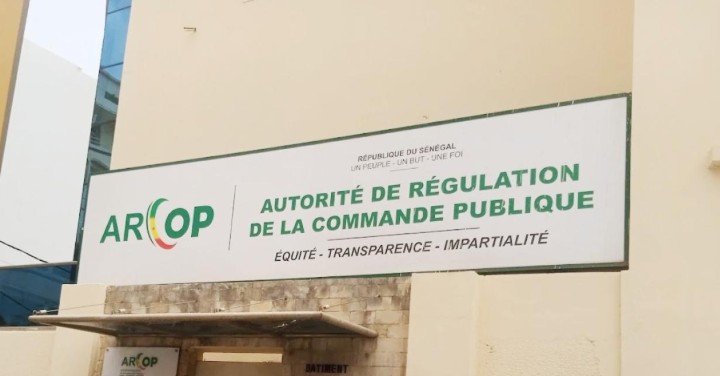 RÉPUBLIQUE DU SÉNÉGAL
UN PEUPLE - UN BUT - UNE FOI
ARCOP
AUTORITÉ DE RÉGULATION
DE LA COMMANDE PUBLIQUE
ÉQUITÉ - TRANSPARENCE - IMPARTIALITÉ
ARCOP
BATIMENT